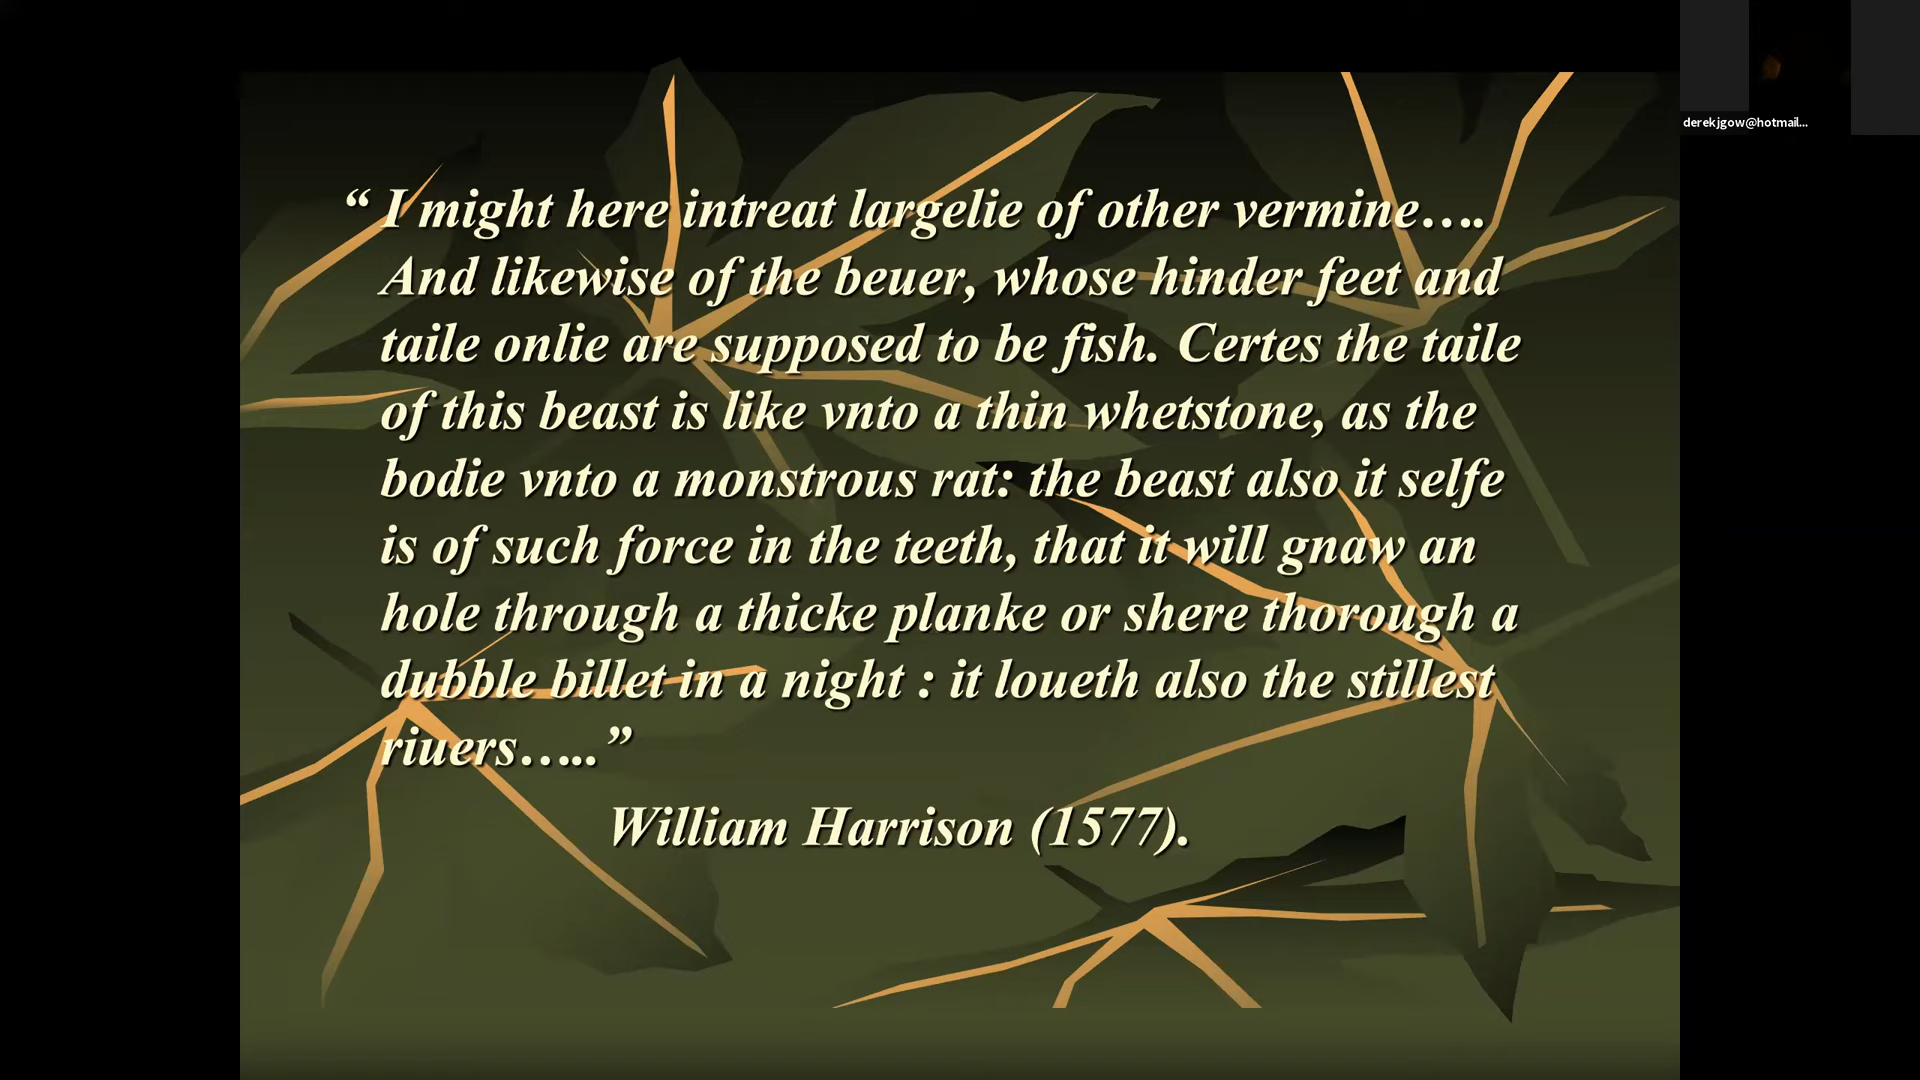 “ I might here intreat largelie of other vermine….
And likewise of the beuer, whose hinder feet and
taile onlie are supposed to be fish. Certes the taile
of this beast is like vnto a thin whetstone, as the
bodie vnto a monstrous rat: the beast also it selfe
is of such force in the teeth, that it will gnaw an
hole through a thicke planke or shere thorough a
dubble billet in a night : it loueth also the stillest
riuers…..”
William Harrison (1577).
derekjgow@hotmail...